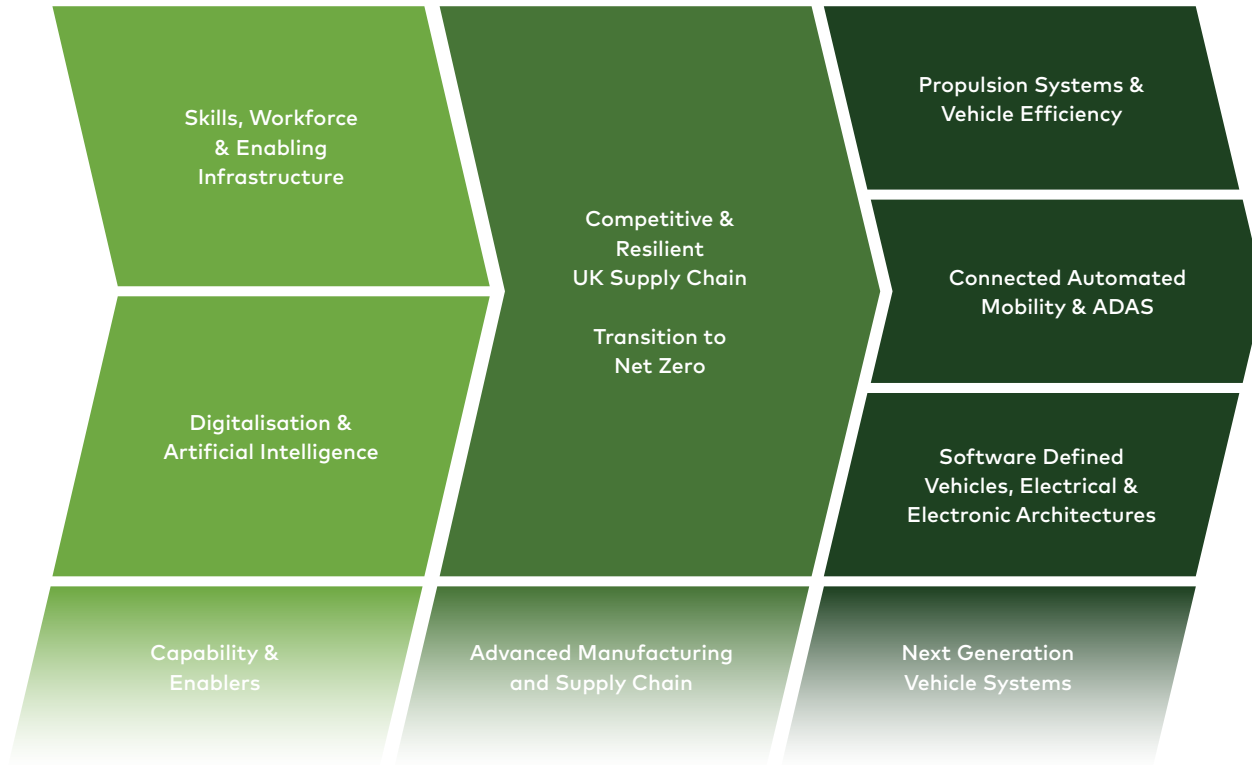 Skills, Workforce
& Enabling
Infrastructure
Digitalisation &
Artificial Intelligence
Capability &
Enablers
Competitive &
Resilient
UK Supply Chain
Transition to
Net Zero
Advanced Manufacturing
and Supply Chain
Propulsion Systems &
Vehicle Efficiency
Connected Automated
Mobility & ADAS
Software Defined
Vehicles, Electrical &
Electronic Architectures
Next Generation
Vehicle Systems